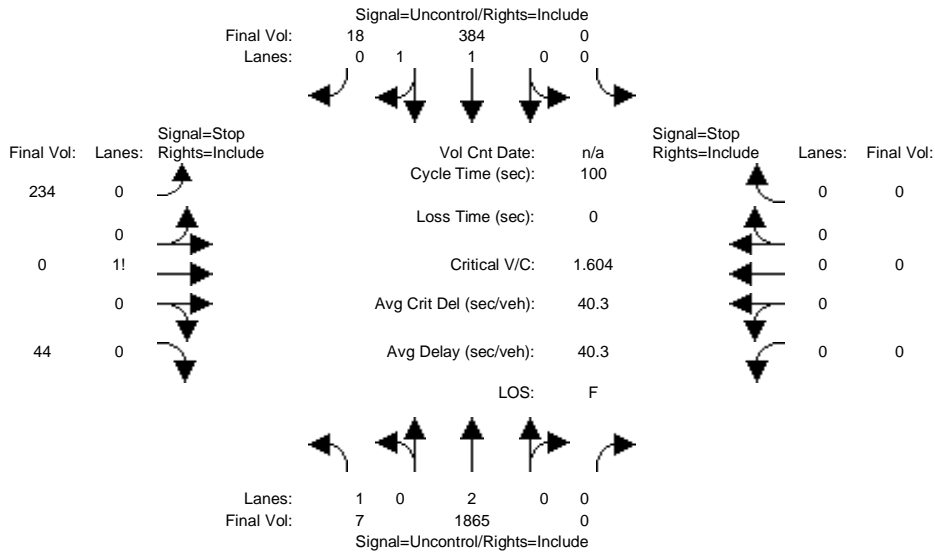 Signal=Uncontrol/Rights=Include
Final Vol: 18 384 0
Lanes: 0 1 1 0 0
Signal=Stop Signal=Stop
Final Vol: Lanes: Rights=Include Vol Cnt Date: n/a Rights=Include Lanes: Final Vol:
Cycle Time (sec): 100
234 0 0 0
Loss Time (sec): 0
0 0
0 1! Critical V/C: 1.604 0 0
0 Avg Crit Del (sec/veh): 40.3 0
44 0 Avg Delay (sec/veh): 40.3 0 0
LOS: F
Lanes: 1 0 2 0 0
Final Vol: 7 1865 0
Signal=Uncontrol/Rights=Include